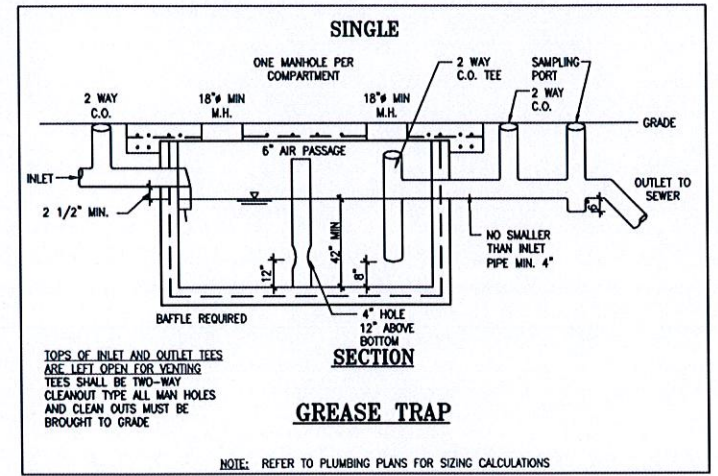 SINGLE
ONE MANHOLE PER
COMPARTMENT
2 WAY
C.O. TEE
SAMPLING
PORT
2 WAY
C.O.
2 WAY
C.O.
18"ø MIN
M.H.
18"ø MIN
M.H.
GRADE
6" AIR PASSAGE
INLET
2 1/2" MIN.
OUTLET TO
SEWER
6"
42" MIN
12"
8"
NO SMALLER
THAN INLET
PIPE MIN. 4"
BAFFLE REQUIRED
4" HOLE
12" ABOVE
BOTTOM
SECTION
TOPS OF INLET AND OUTLET TEES
ARE LEFT OPEN FOR VENTING
TEES SHALL BE TWO-WAY
CLEANOUT TYPE ALL MAN HOLES
AND CLEAN OUTS MUST BE
BROUGHT TO GRADE
GREASE TRAP
NOTE: REFER TO PLUMBING PLANS FOR SIZING CALCULATIONS